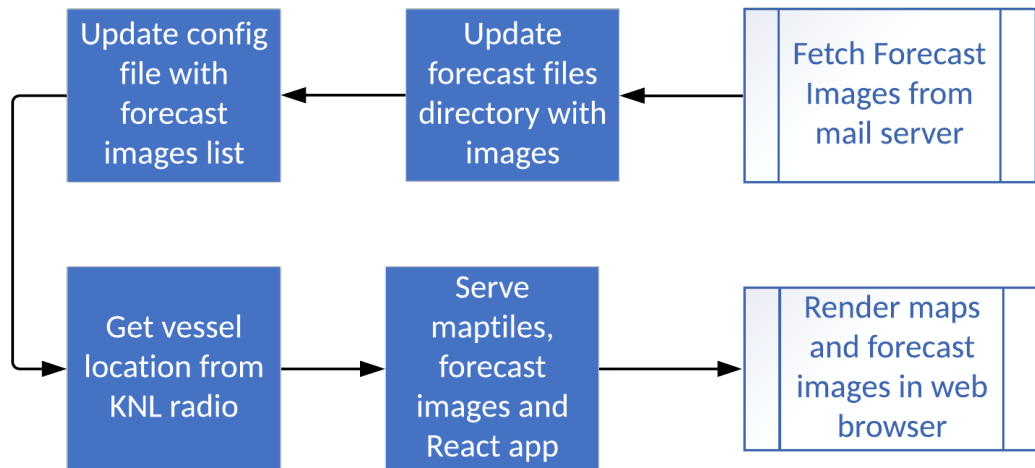 Update config
file with
forecast
images list
Update
forecast files
directory with
images
Fetch Forecast
Images from
mail server
Get vessel
location from
KNL radio
Serve
maptiles,
forecast
images and
React app
Render maps
and forecast
images in web
browser